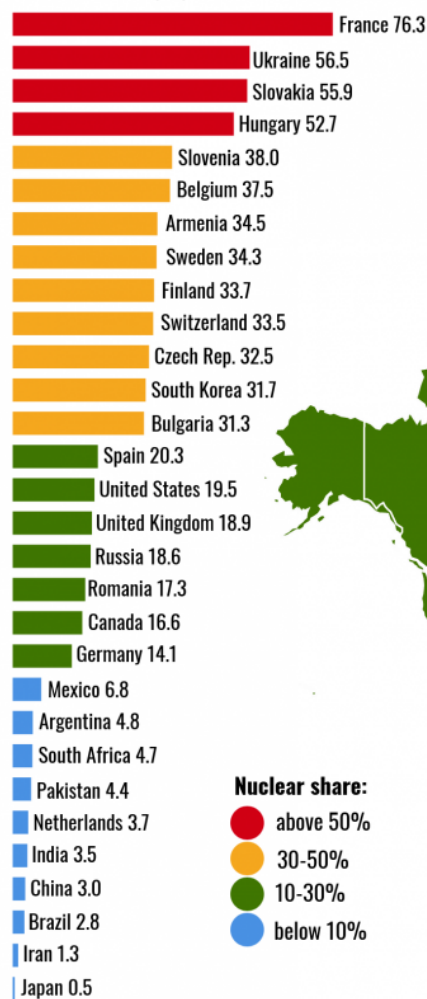 France 76.3
Ukraine 56.5
Slovakia 55.9
Hungary 52.7
Slovenia 38.0
Belgium 37.5
Armenia 34.5
Sweden 34.3
Finland 33.7
Switzerland 33.5
Czech Rep. 32.5
South Korea 31.7
Bulgaria 31.3
Spain 20.3
United States 19.5
United Kingdom 18.9
Russia 18.6
Romania 17.3
Canada 16.6
Germany 14.1
Mexico 6.8
Argentina 4.8
South Africa 4.7
Pakistan 4.4
Netherlands 3.7
India 3.5
China 3.0
Brazil 2.8
Iran 1.3
Japan 0.5
Nuclear share:
above 50%
30-50%
10-30%
below 10%